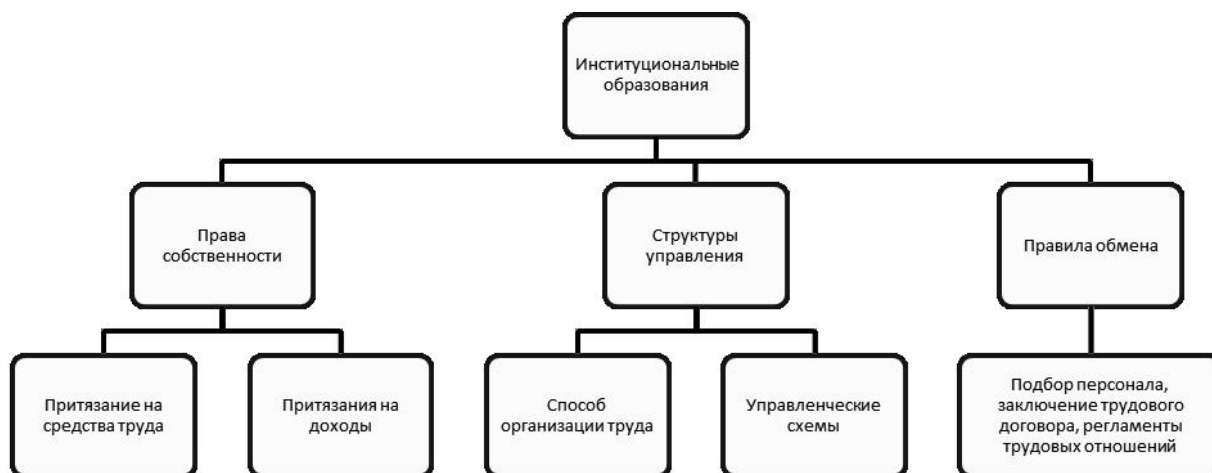 Институциональные
образования
Права
собственности
Структуры
управления
Правила обмена
Притязание на
средства труда
Притязания на
доходы
Способ
организации труда
Управленческие
схемы
Подбор персонала,
заключение трудового
договора, регламенты
трудовых отношений